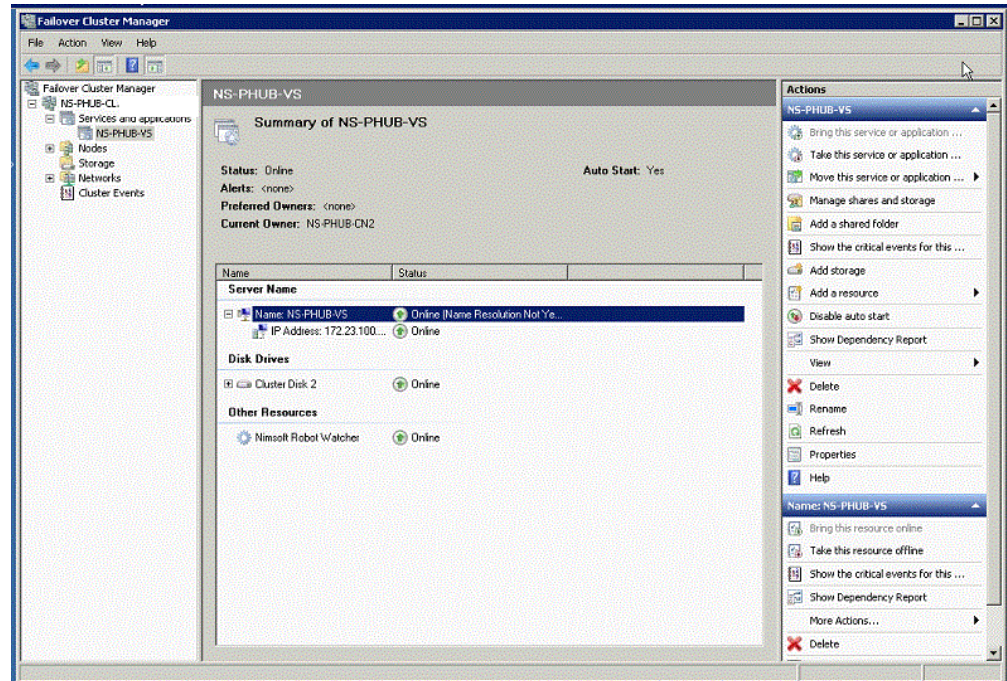 Failover Cluster Manager
File Action View Help
Failover Cluster Manager
NS-PHUB-CL.
Services and applications
NS-PHUB-VS
Nodes
Storage
Networks
Cluster Events
NS-PHUB-VS
Summary of NS-PHUB-VS
Status: Online Auto Start: Yes
Alerts: <none>
Preferred Owners: <none>
Current Owner: NS-PHUB-CN2
Name Status
Server Name
Name: NS-PHUB-VS Online (Name Resolution Not Ye...
IP Address: 172.23.100.... Online
Disk Drives
Cluster Disk 2 Online
Other Resources
Nimsoft Robot Watcher Online
Actions
NS-PHUB-VS
Bring this service or application ...
Take this service or application ...
Move this service or application ...
Manage shares and storage
Add a shared folder
Show the critical events for this ...
Add storage
Add a resource
Disable auto start
Show Dependency Report
View
Delete
Rename
Refresh
Properties
Help
Name: NS-PHUB-VS
Bring this resource online
Take this resource offline
Show the critical events for this ...
Show Dependency Report
More Actions...
Delete